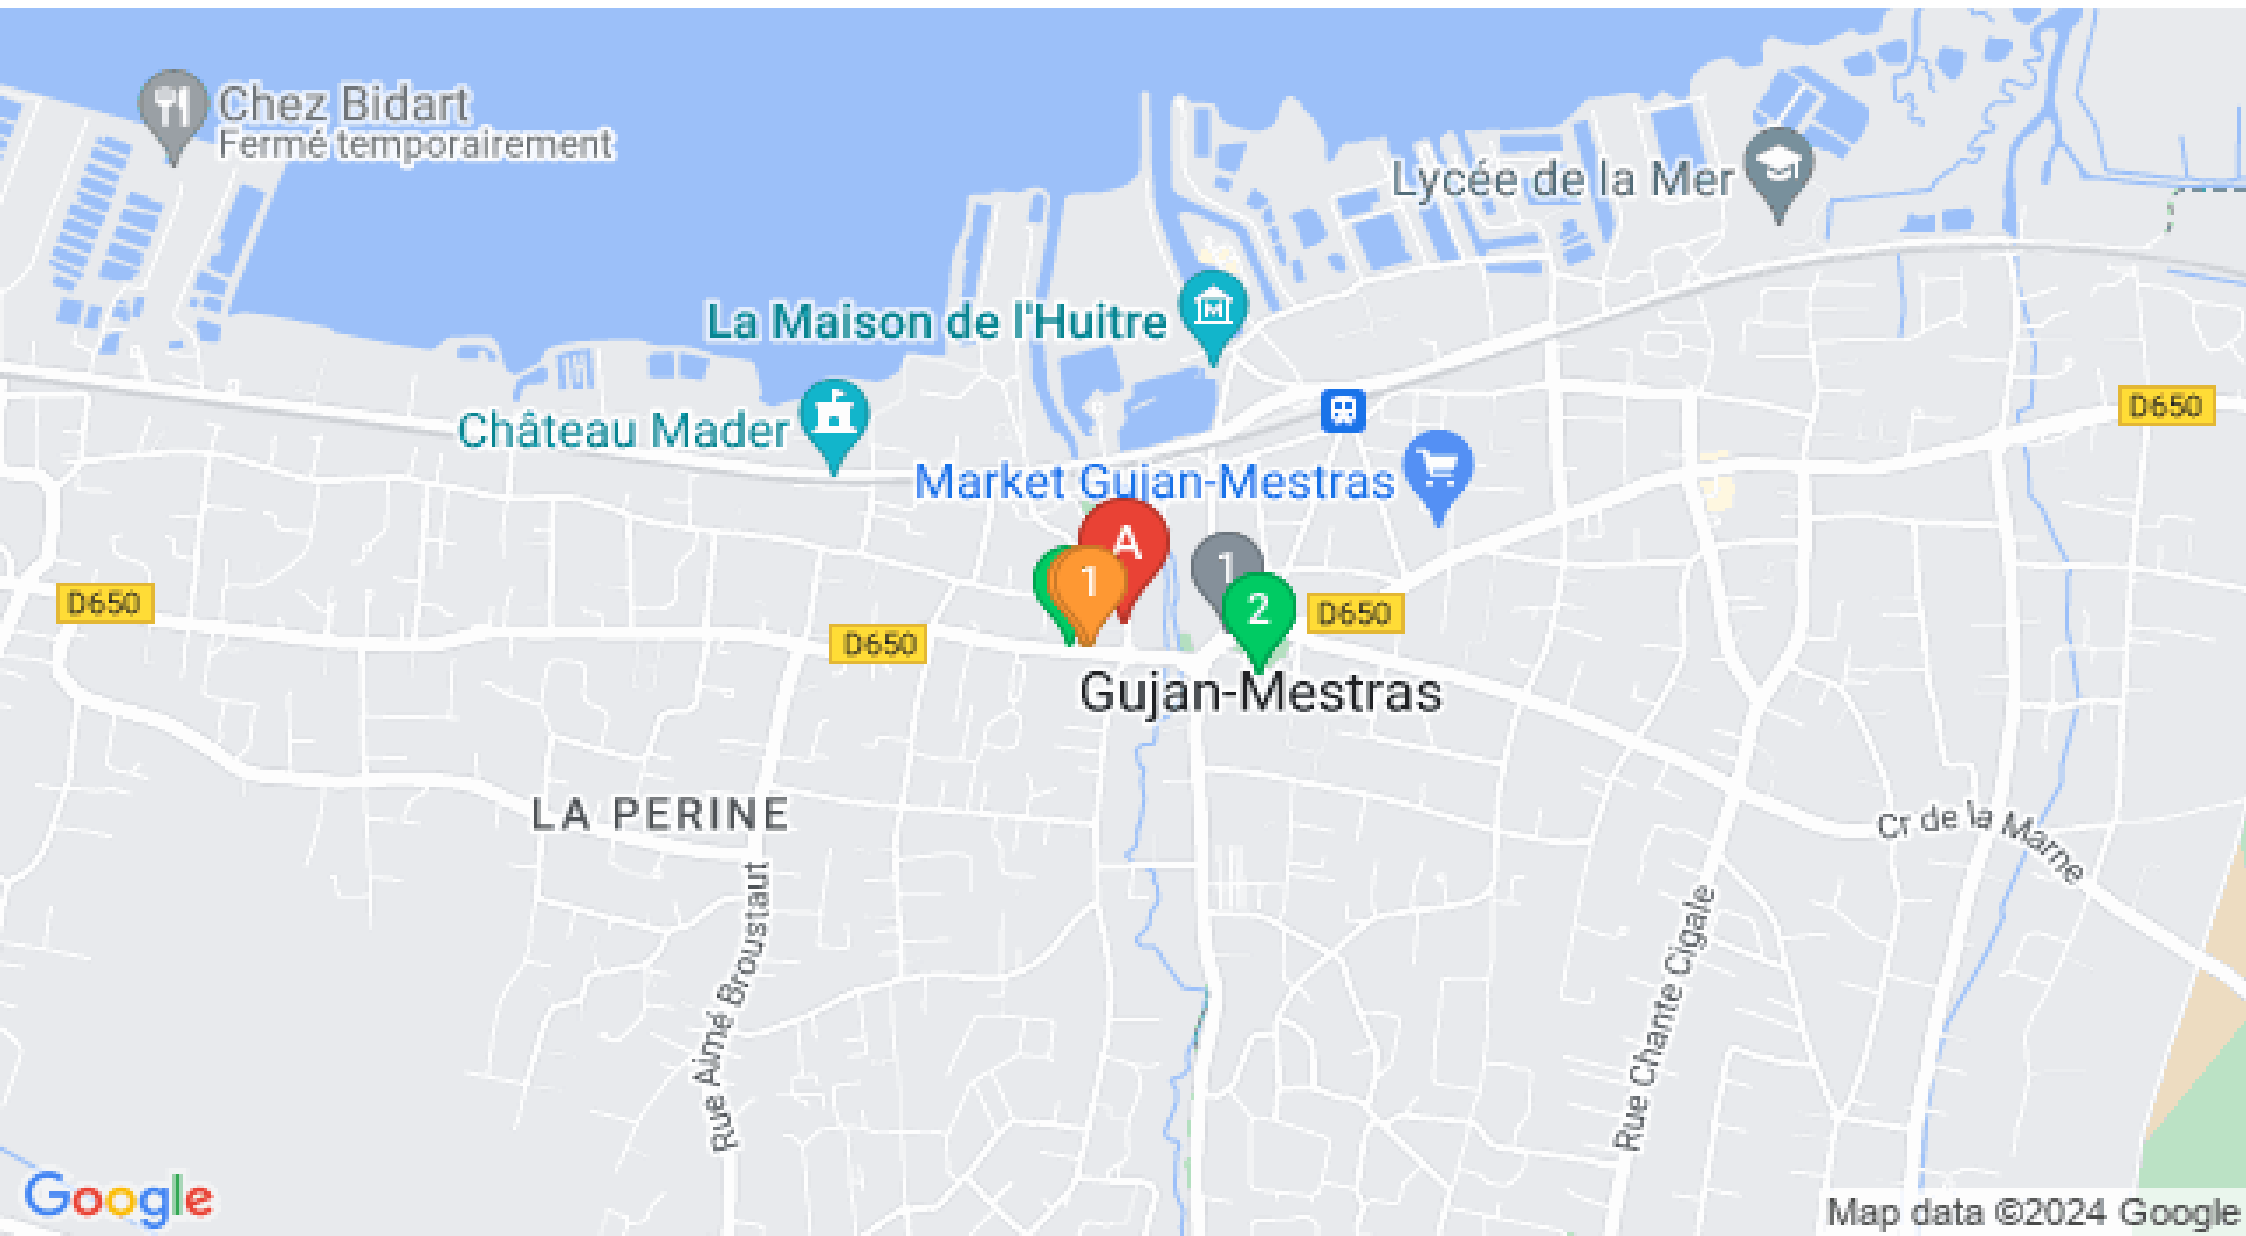 Chez Bidart
Fermé temporairement
Lycée de la Mer
La Maison de l'Huitre
Château Mader
D650
Market Gujan-Mestras
A
1
1
2
D650
D650
D650
Gujan-Mestras
LA PERINE
Cr de la Marne
Rue Aimé Broustaut
Rue Chante Cigale
Google
Map data ©2024 Google